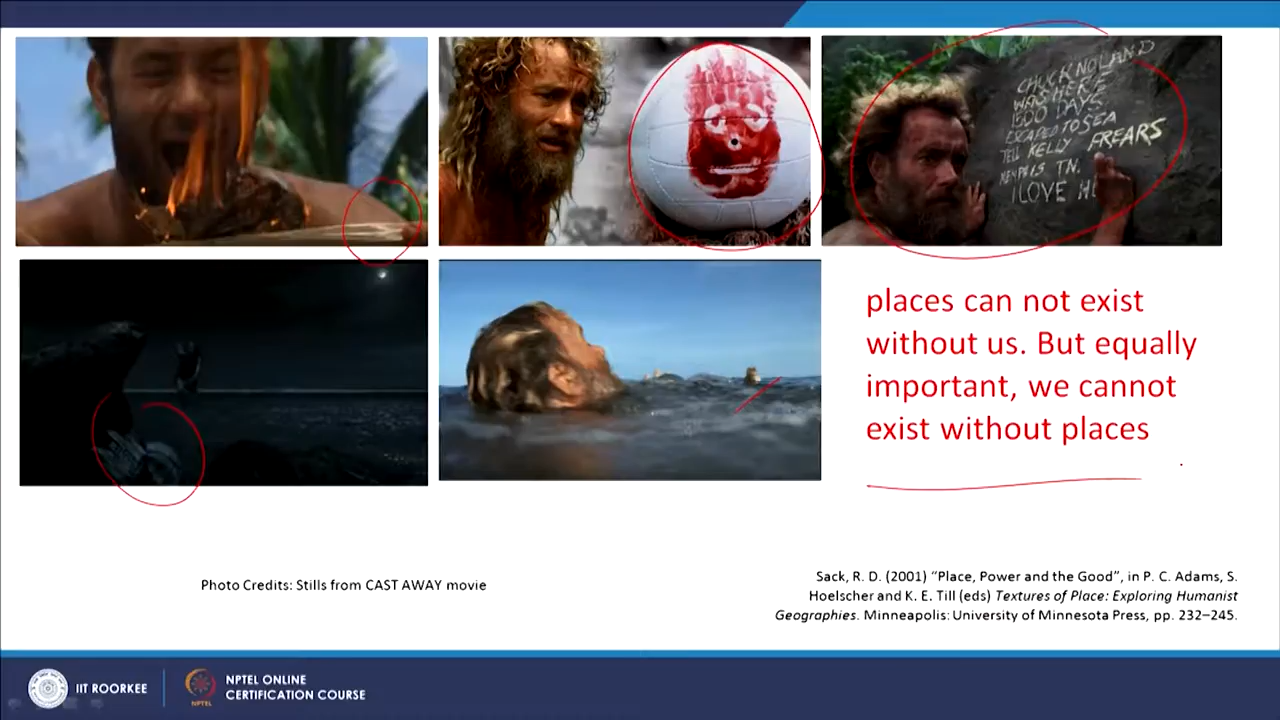 CHUCK NOLAND
WAS HERE
1500 DAYS
ESCAPED TO SEA
TELL KELLY FREARS
MEMPHIS TN.
I LOVE H
places can not exist
without us. But equally
important, we cannot
exist without places
Photo Credits: Stills from CAST AWAY movie
Sack, R. D. (2001) “Place, Power and the Good”, in P. C. Adams, S.
Hoelscher and K. E. Till (eds) Textures of Place: Exploring Humanist
Geographies. Minneapolis: University of Minnesota Press, pp. 232–245.
IIT ROORKEE
NPTEL
NPTEL ONLINE
CERTIFICATION COURSE